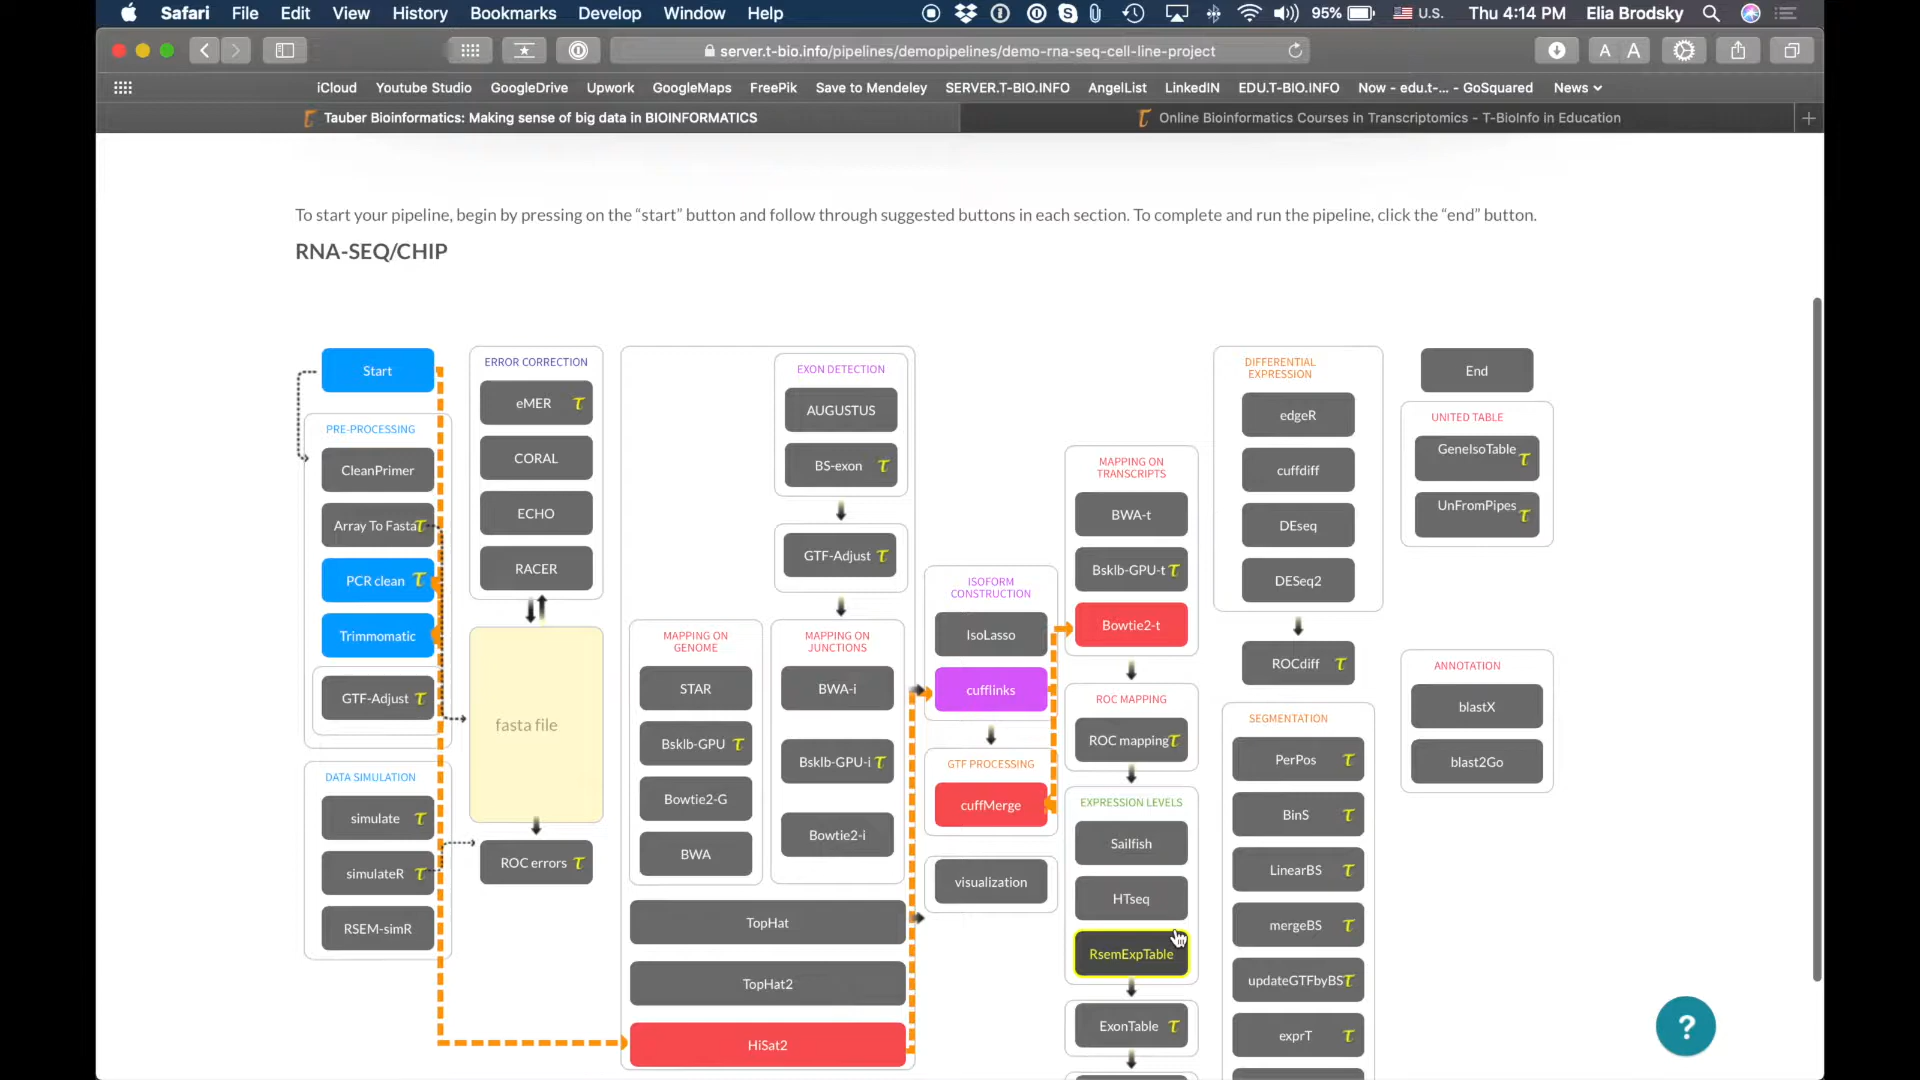 Safari File Edit View History Bookmarks Develop Window Help 95% U.S. Thu 4:14 PM Elia Brodsky
server.t-bio.info/pipelines/demopipelines/demo-rna-seq-cell-line-project A A
iCloud Youtube Studio GoogleDrive Upwork GoogleMaps FreePik Save to Mendeley SERVER.T-BIO.INFO AngelList LinkedIN EDU.T-BIO.INFO Now - edu.t-... - GoSquared News
Tauber Bioinformatics: Making sense of big data in BIOINFORMATICS
Online Bioinformatics Courses in Transcriptomics - T-BioInfo in Education
To start your pipeline, begin by pressing on the “start” button and follow through suggested buttons in each section. To complete and run the pipeline, click the “end” button.
RNA-SEQ/CHIP
Start
PRE-PROCESSING
CleanPrimer
Array To Fasta τ
PCR clean τ
Trimmomatic
GTF-Adjust τ
DATA SIMULATION
simulate τ
simulateR τ
RSEM-simR
ERROR CORRECTION
eMER τ
CORAL
ECHO
RACER
fasta file
ROC errors τ
EXON DETECTION
AUGUSTUS
BS-exon τ
GTF-Adjust τ
MAPPING ON
GENOME
STAR
Bsklb-GPU τ
Bowtie2-G
BWA
MAPPING ON
JUNCTIONS
BWA-i
Bsklb-GPU-i τ
Bowtie2-i
TopHat
TopHat2
HiSat2
ISOFORM
CONSTRUCTION
IsoLasso
cufflinks
GTF PROCESSING
cuffMerge
visualization
MAPPING ON
TRANSCRIPTS
BWA-t
Bsklb-GPU-t τ
Bowtie2-t
ROC MAPPING
ROC mapping τ
EXPRESSION LEVELS
Sailfish
HTseq
RsemExpTable
ExonTable τ
DIFFERENTIAL
EXPRESSION
edgeR
cuffdiff
DEseq
DESeq2
ROCdiff τ
SEGMENTATION
PerPos τ
BinS τ
LinearBS τ
mergeBS τ
updateGTFbyBS τ
exprT τ
End
UNITED TABLE
GeneIsoTable τ
UnFromPipes τ
ANNOTATION
blastX
blast2Go
?